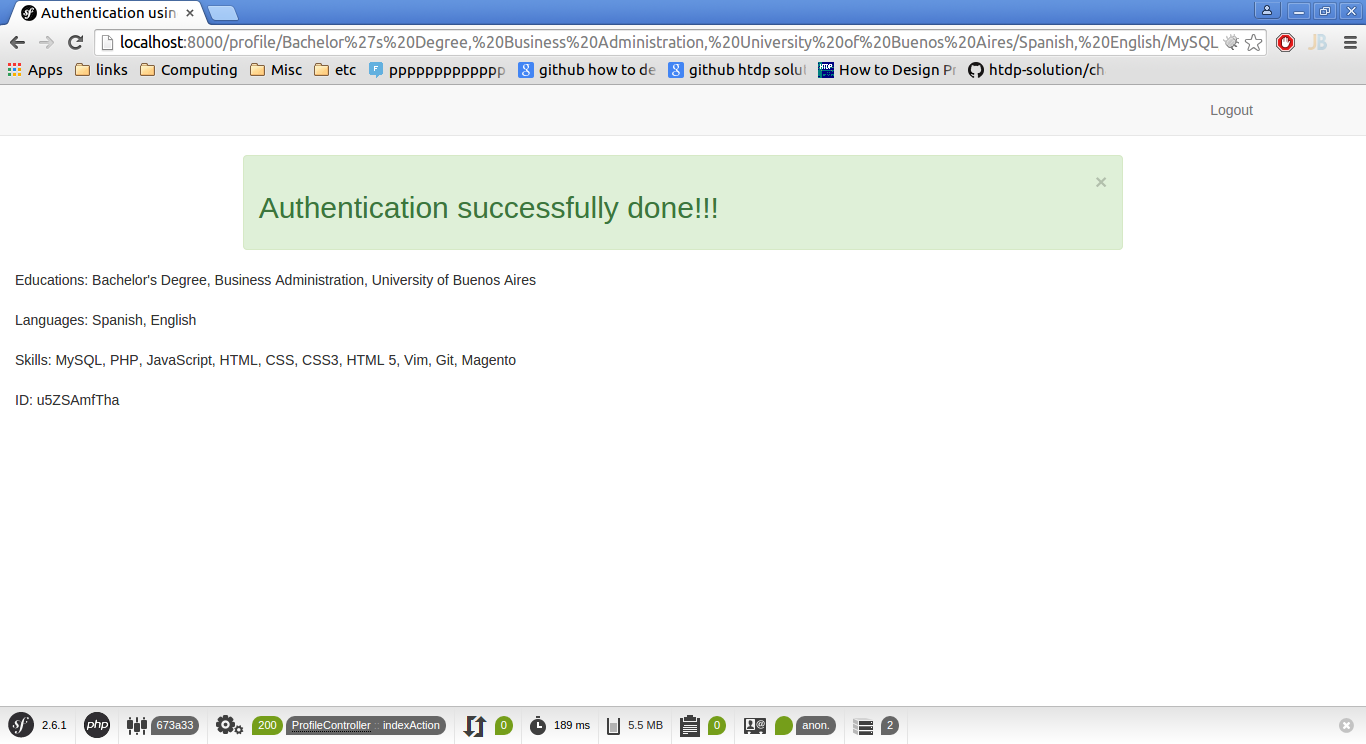 Authentication usin
localhost:8000/profile/Bachelor%27s%20Degree,%20Business%20Administration,%20University%20of%20Buenos%20Aires/Spanish,%20English/MySQL
Apps links Computing Misc etc ppppppppppppp github how to de github htdp solut How to Design Pr htdp-solution/ch
Logout
×
Authentication successfully done!!!
Educations: Bachelor's Degree, Business Administration, University of Buenos Aires
Languages: Spanish, English
Skills: MySQL, PHP, JavaScript, HTML, CSS, CSS3, HTML 5, Vim, Git, Magento
ID: u5ZSAmfTha
sf 2.6.1 php 673a33 200 ProfileController :: indexAction 0 189 ms 5.5 MB 0 anon. 2